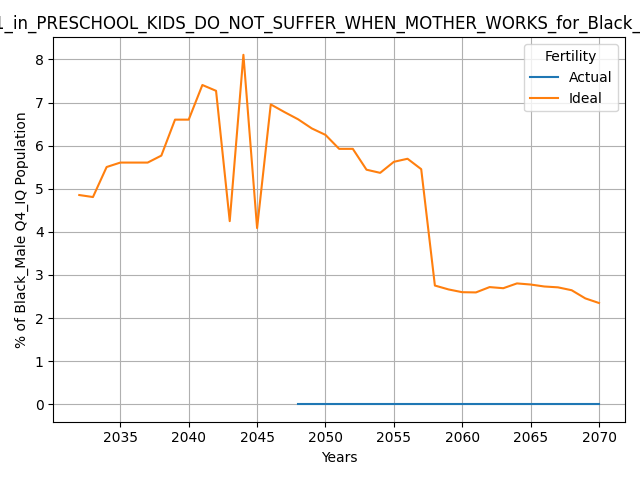 1_in_PRESCHOOL_KIDS_DO_NOT_SUFFER_WHEN_MOTHER_WORKS_for_Black_
Fertility
Actual
Ideal
% of Black_Male Q4_IQ Population
8
7
6
5
4
3
2
1
0
2035 2040 2045 2050 2055 2060 2065 2070
Years